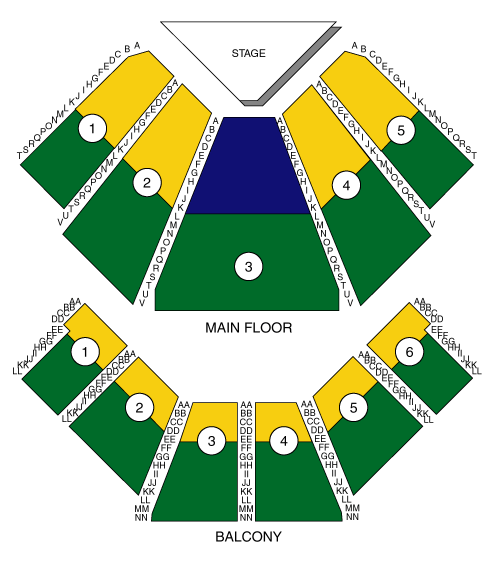 STAGE
A B C D E F G H I J K L M N O P Q R S T
A B C D E F G H I J K L M N O P Q R S T U V
A B C D E F G H I J K L M N O P Q R S T U V
A B C D E F G H I J K L M N O P Q R S T U V
A B C D E F G H I J K L M N O P Q R S T U V
A B C D E F G H I J K L M N O P Q R S T
1
2
3
4
5
MAIN FLOOR
AA BB CC DD EE FF GG HH II JJ KK LL
AA BB CC DD EE FF GG HH II JJ KK LL
AA BB CC DD EE FF GG HH II JJ KK LL MM NN
AA BB CC DD EE FF GG HH II JJ KK LL MM NN
AA BB CC DD EE FF GG HH II JJ KK LL MM NN
AA BB CC DD EE FF GG HH II JJ KK LL
AA BB CC DD EE FF GG HH II JJ KK LL
1
2
3
4
5
6
BALCONY